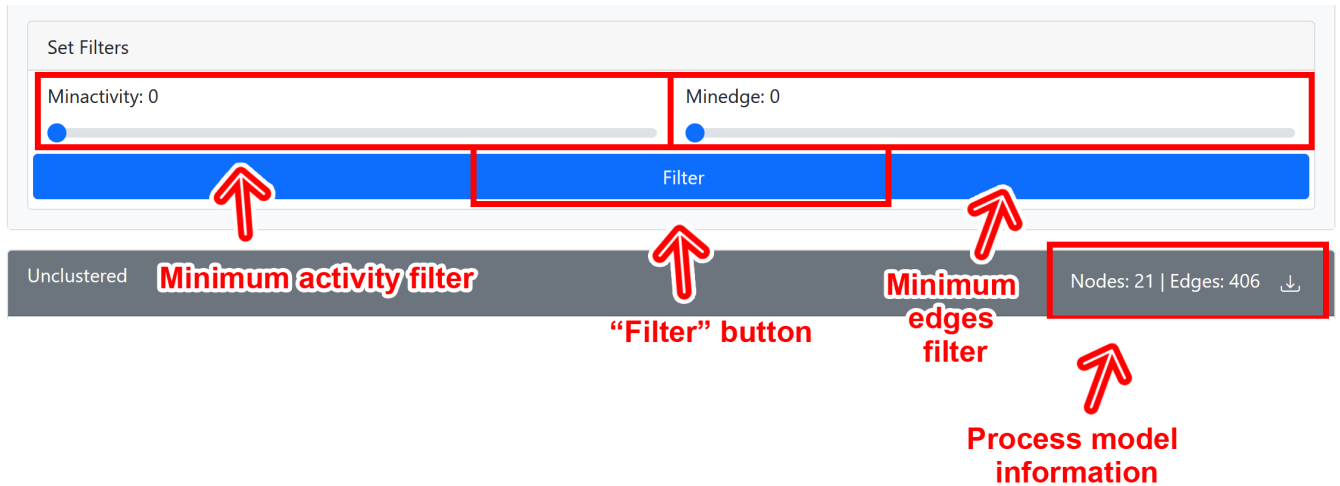 Set Filters
Minactivity: 0
Minedge: 0
Filter
Unclustered
Minimum activity filter
Nodes: 21 | Edges: 406
“Filter” button
Minimum
edges
filter
Process model
information